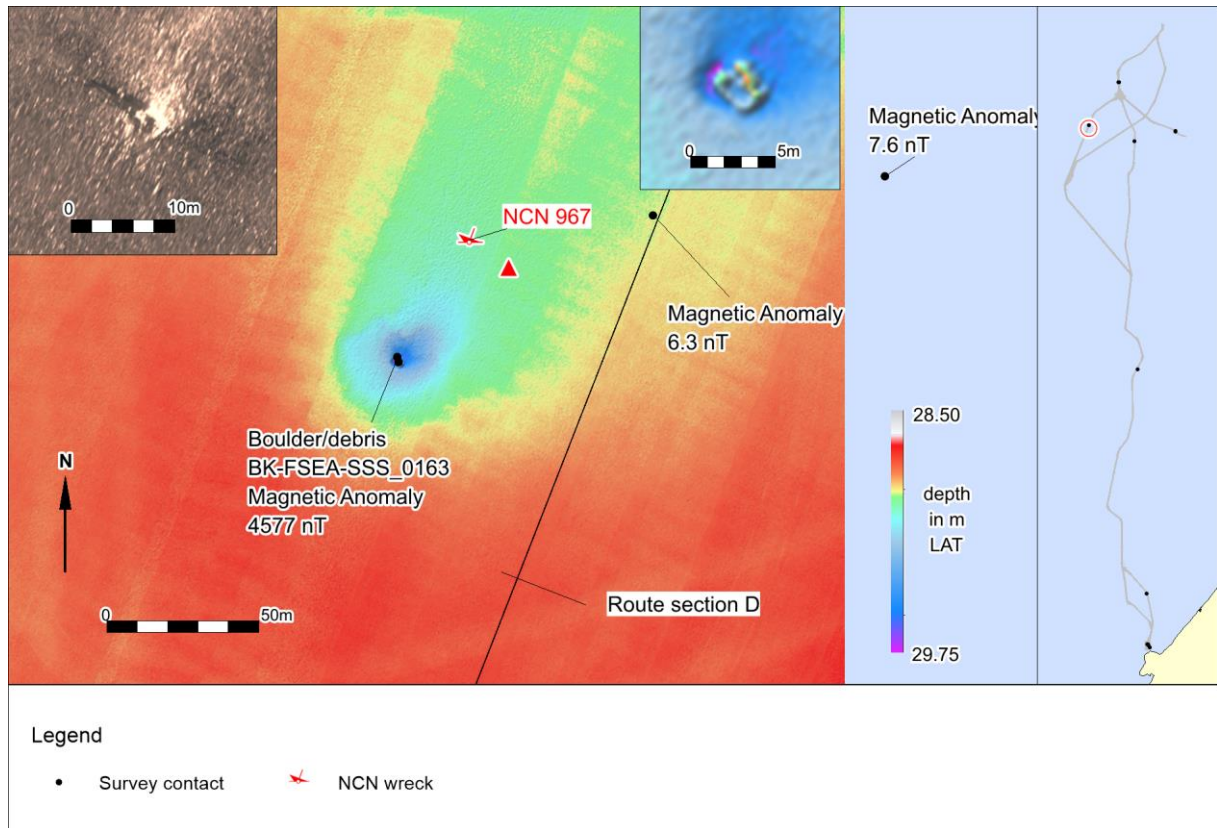 0
10m
0
5m
NCN 967
Magnetic Anomaly
6.3 nT
Magnetic Anomaly
7.6 nT
Boulder/debris
BK-FSEA-SSS_0163
Magnetic Anomaly
4577 nT
N
0
50m
Route section D
28.50
depth
in m
LAT
29.75
Legend
Survey contact
NCN wreck